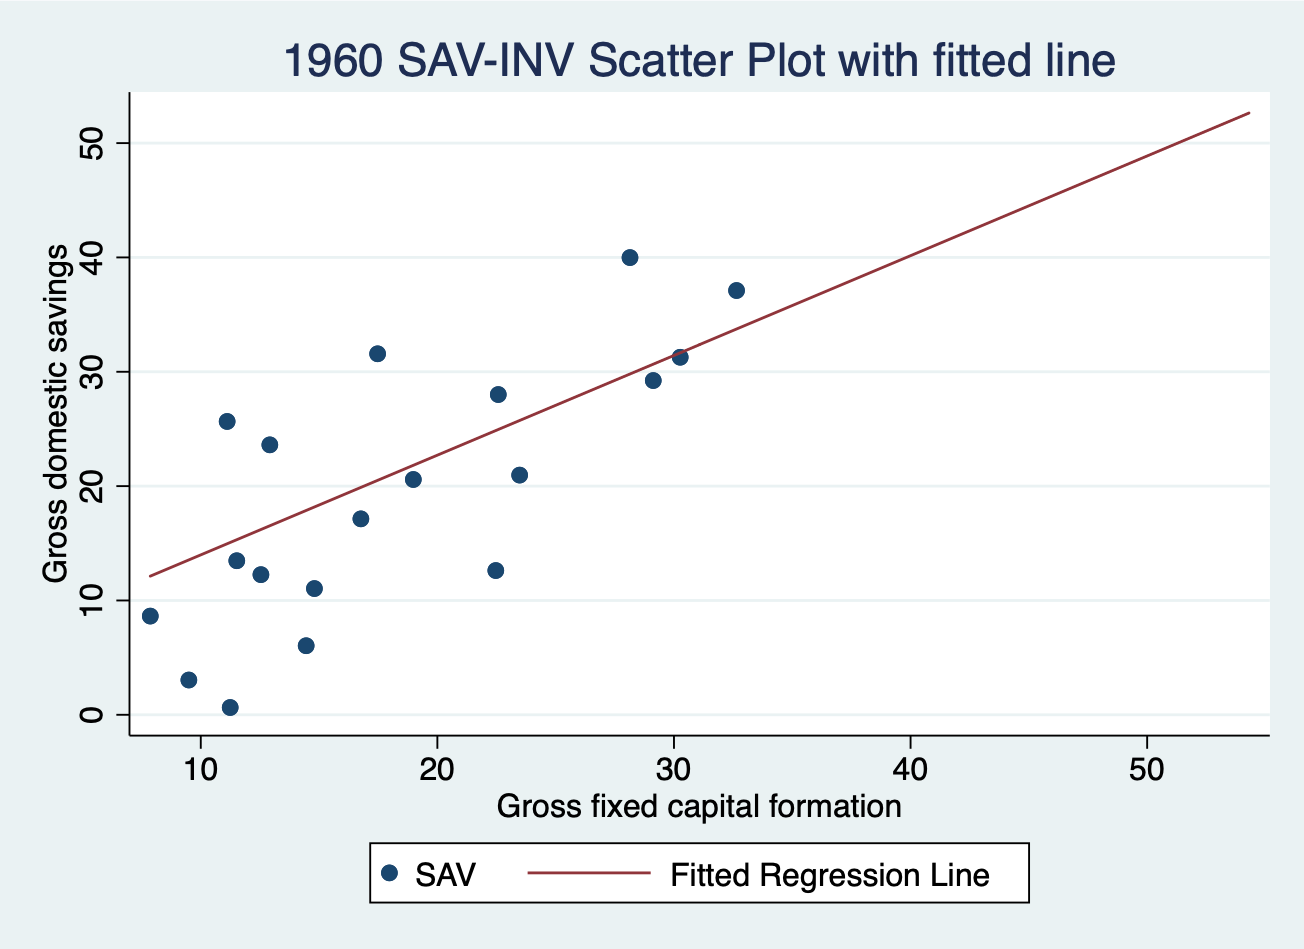 1960 SAV-INV Scatter Plot with fitted line
Gross domestic savings
50
40
30
20
10
0
10 20 30 40 50
Gross fixed capital formation
SAV Fitted Regression Line